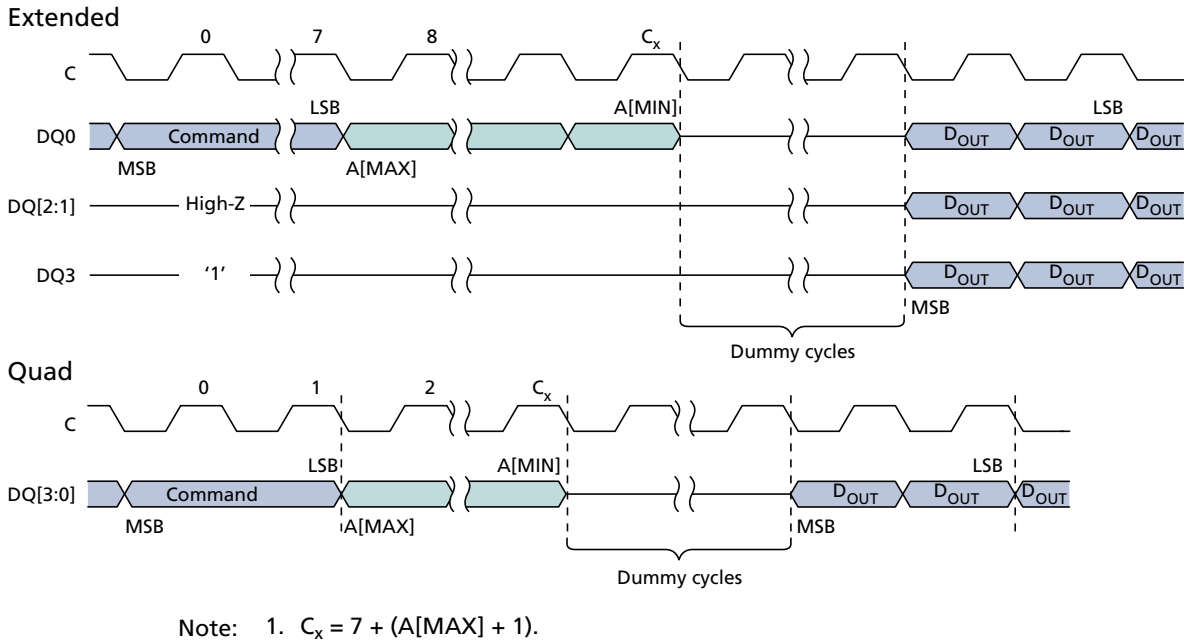 Extended
0 7 8 Cx
C
LSB A[MIN] LSB
DQ0 Command DOUT DOUT DOUT
MSB A[MAX]
DQ[2:1] High-Z DOUT DOUT DOUT
DQ3 '1' DOUT DOUT DOUT
MSB
Dummy cycles
Quad
0 1 2 Cx
C
LSB A[MIN] LSB
DQ[3:0] Command DOUT DOUT DOUT
MSB A[MAX] MSB
Dummy cycles
Note: 1. Cx = 7 + (A[MAX] + 1).